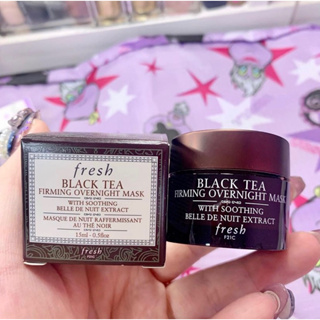 fresh
BLACK TEA
FIRMING OVERNIGHT MASK
WITH SOOTHING
BELLE DE NUIT EXTRACT
MASQUE DE NUIT RAFFERMISSANT
AU THÉ NOIR
15ml - 0.5fl oz
fresh
BLACK TEA
FIRMING OVERNIGHT MASK
WITH SOOTHING
BELLE DE NUIT EXTRACT
fresh
F21C